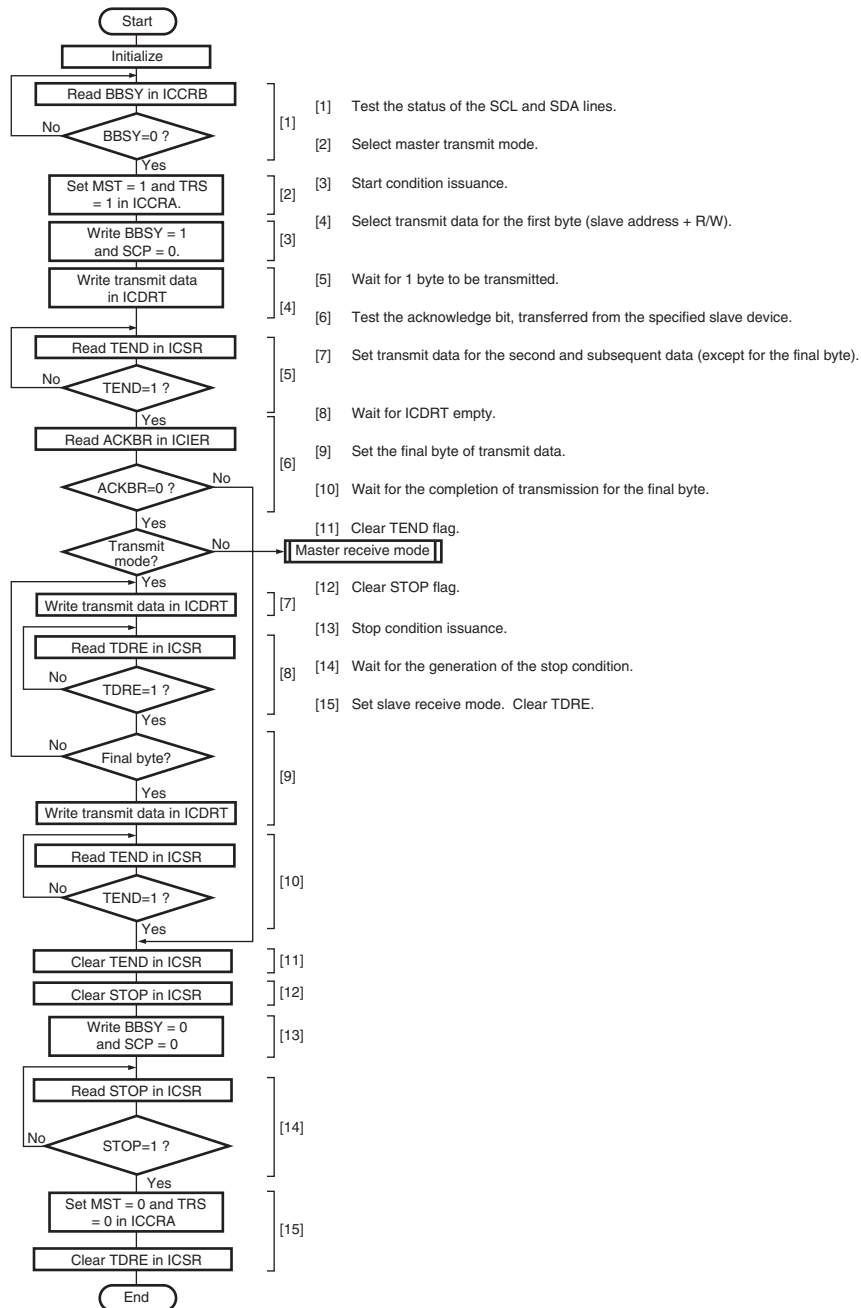 Start
Initialize
Read BBSY in ICCRB
No
BBSY=0 ?
[1]
Yes
Set MST = 1 and TRS
= 1 in ICCRA.
[2]
Write BBSY = 1
and SCP = 0.
[3]
Write transmit data
in ICDRT
[4]
Read TEND in ICSR
No
TEND=1 ?
[5]
Yes
Read ACKBR in ICIER
[6]
No
ACKBR=0 ?
Yes
Transmit
mode?
No
Master receive mode
Yes
Write transmit data in ICDRT
[7]
Read TDRE in ICSR
[8]
No
TDRE=1 ?
Yes
No
Final byte?
[9]
Yes
Write transmit data in ICDRT
Read TEND in ICSR
[10]
No
TEND=1 ?
Yes
Clear TEND in ICSR
[11]
Clear STOP in ICSR
[12]
Write BBSY = 0
and SCP = 0
[13]
Read STOP in ICSR
[14]
No
STOP=1 ?
Yes
Set MST = 0 and TRS
= 0 in ICCRA
[15]
Clear TDRE in ICSR
End
[1] Test the status of the SCL and SDA lines.
[2] Select master transmit mode.
[3] Start condition issuance.
[4] Select transmit data for the first byte (slave address + R/W).
[5] Wait for 1 byte to be transmitted.
[6] Test the acknowledge bit, transferred from the specified slave device.
[7] Set transmit data for the second and subsequent data (except for the final byte).
[8] Wait for ICDRT empty.
[9] Set the final byte of transmit data.
[10] Wait for the completion of transmission for the final byte.
[11] Clear TEND flag.
[12] Clear STOP flag.
[13] Stop condition issuance.
[14] Wait for the generation of the stop condition.
[15] Set slave receive mode. Clear TDRE.